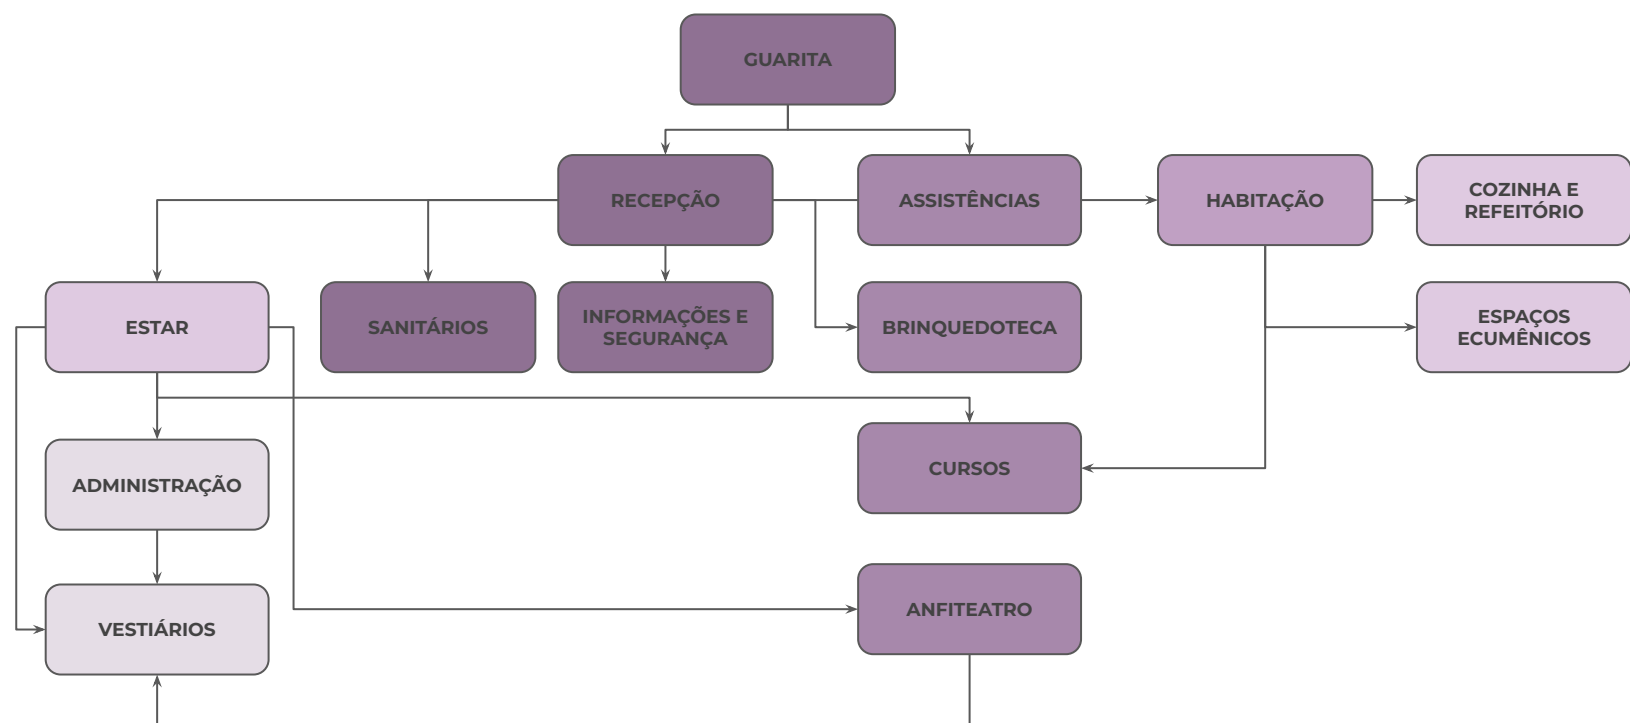 GUARITA
RECEPÇÃO
ASSISTÊNCIAS
HABITAÇÃO
COZINHA E
REFEITÓRIO
ESTAR
SANITÁRIOS
INFORMAÇÕES E
SEGURANÇA
BRINQUEDOTECA
ESPAÇOS
ECUMÊNICOS
CURSOS
ADMINISTRAÇÃO
ANFITEATRO
VESTIÁRIOS